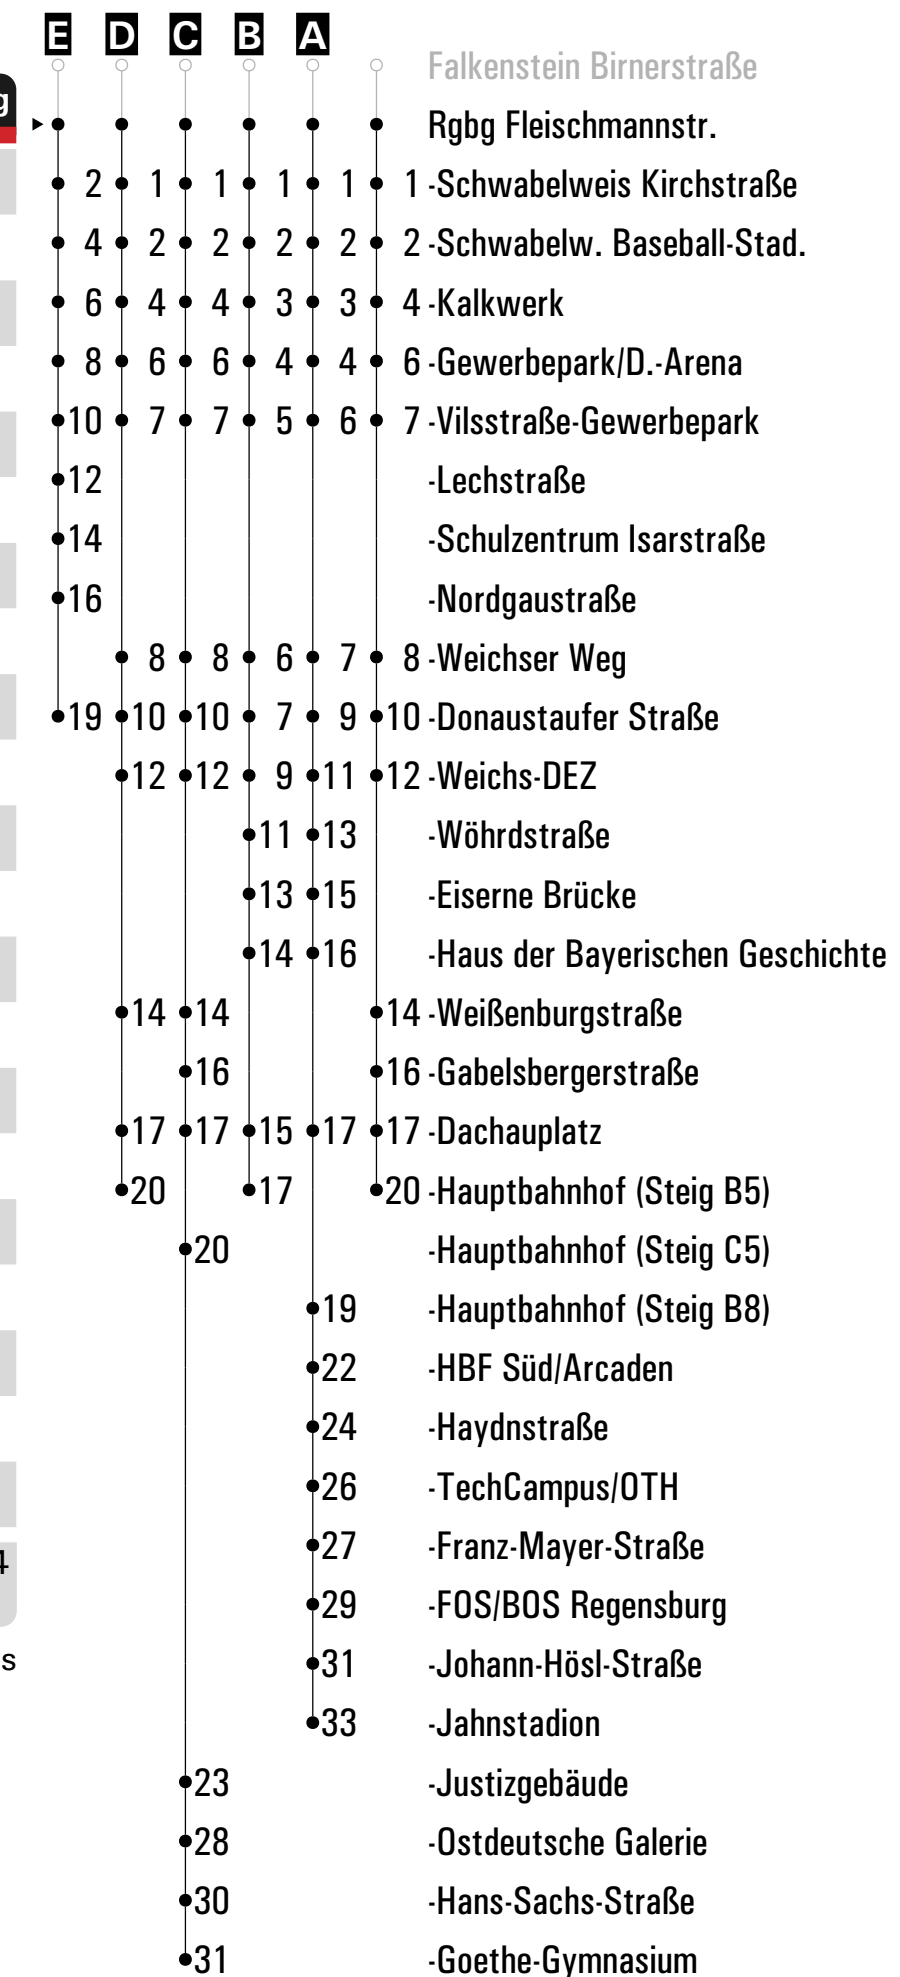 E D C B A
Falkenstein Birnerstraße
g
Rgbg Fleischmannstr.
2 1 1 1 1 1 -Schwabelweis Kirchstraße
4 2 2 2 2 2 -Schwabelw. Baseball-Stad.
6 4 4 3 3 4 -Kalkwerk
8 6 6 4 4 6 -Gewerbepark/D.-Arena
10 7 7 5 6 7 -Vilsstraße-Gewerbepark
12 -Lechstraße
14 -Schulzentrum Isarstraße
16 -Nordgaustraße
8 8 6 7 8 -Weichser Weg
19 10 10 7 9 10 -Donaustaufer Straße
12 12 9 11 12 -Weichs-DEZ
11 13 -Wöhrdstraße
13 15 -Eiserne Brücke
14 16 -Haus der Bayerischen Geschichte
14 14 14 -Weißenburgstraße
16 16 -Gabelsbergerstraße
17 17 15 17 17 -Dachauplatz
20 17 20 -Hauptbahnhof (Steig B5)
20 -Hauptbahnhof (Steig C5)
19 -Hauptbahnhof (Steig B8)
22 -HBF Süd/Arcaden
24 -Haydnstraße
26 -TechCampus/OTH
27 -Franz-Mayer-Straße
4
29 -FOS/BOS Regensburg
s
31 -Johann-Hösl-Straße
33 -Jahnstadion
23 -Justizgebäude
28 -Ostdeutsche Galerie
30 -Hans-Sachs-Straße
31 -Goethe-Gymnasium